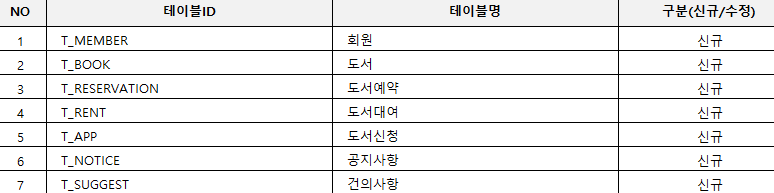 NO 테이블ID 테이블명 구분(신규/수정)
1 T_MEMBER 회원 신규
2 T_BOOK 도서 신규
3 T_RESERVATION 도서예약 신규
4 T_RENT 도서대여 신규
5 T_APP 도서신청 신규
6 T_NOTICE 공지사항 신규
7 T_SUGGEST 건의사항 신규